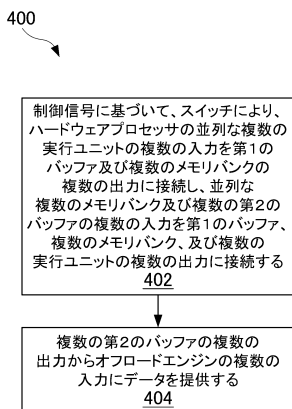 400
制御信号に基づいて、スイッチにより、
ハードウェアプロセッサの並列な複数の
実行ユニットの複数の入力を第1の
バッファ及び複数のメモリバンクの
複数の出力に接続し、並列な
複数のメモリバンク及び複数の第2の
バッファの複数の入力を第1のバッファ、
複数のメモリバンク、及び複数の
実行ユニットの複数の出力に接続する
402
複数の第2のバッファの複数の
出力からオフロードエンジンの複数の
入力にデータを提供する
404